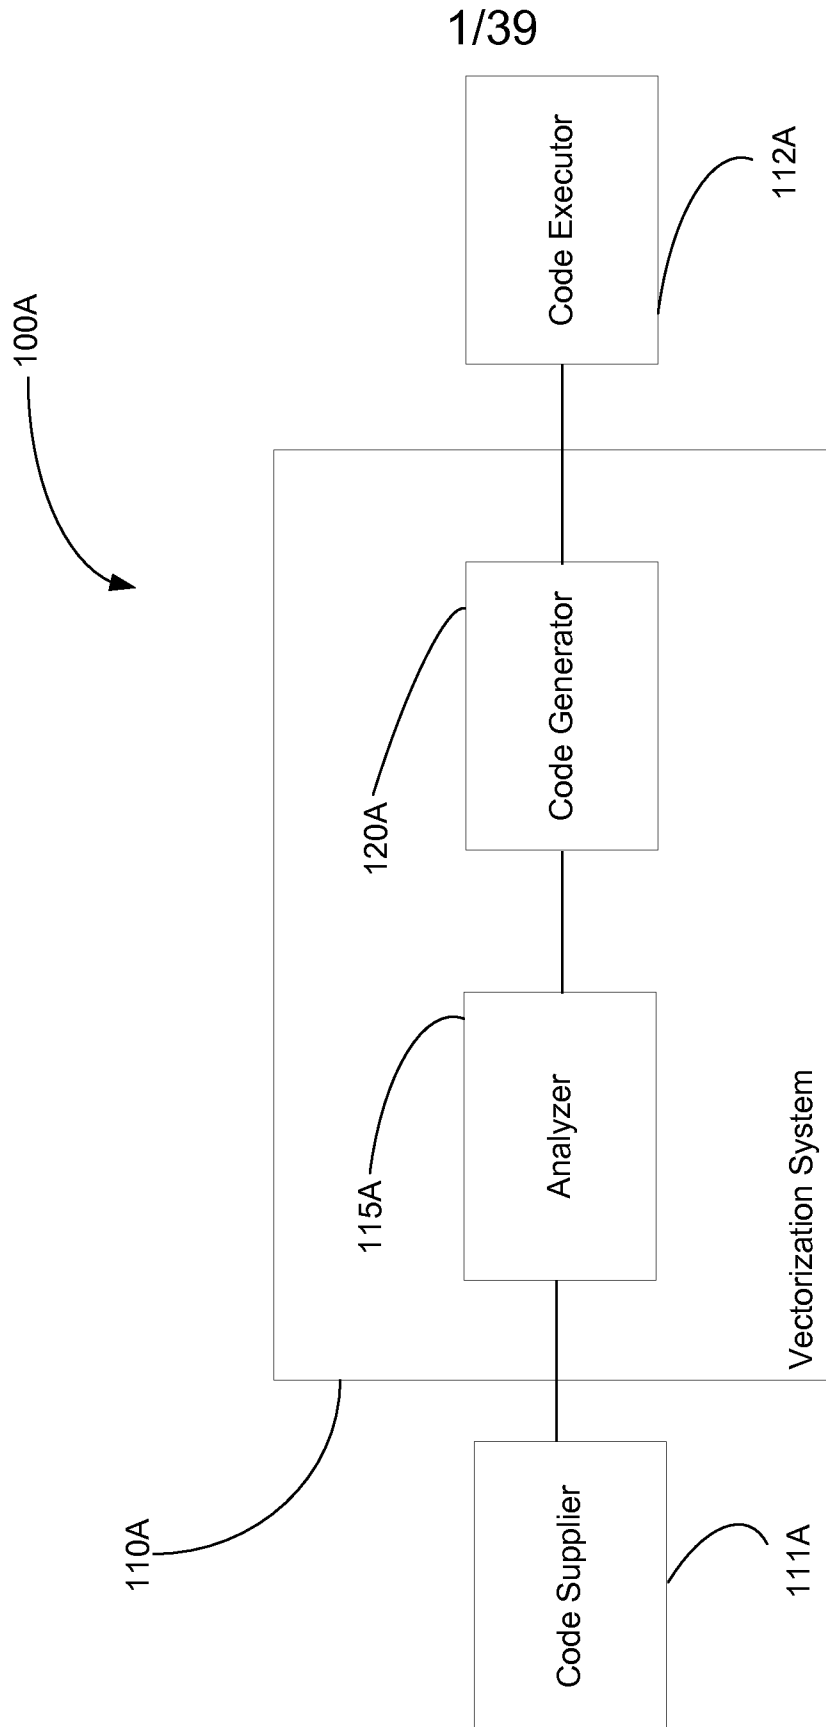 1/39
100A
110A
115A
120A
Code Supplier
Analyzer
Code Generator
Code Executor
111A
Vectorization System
112A